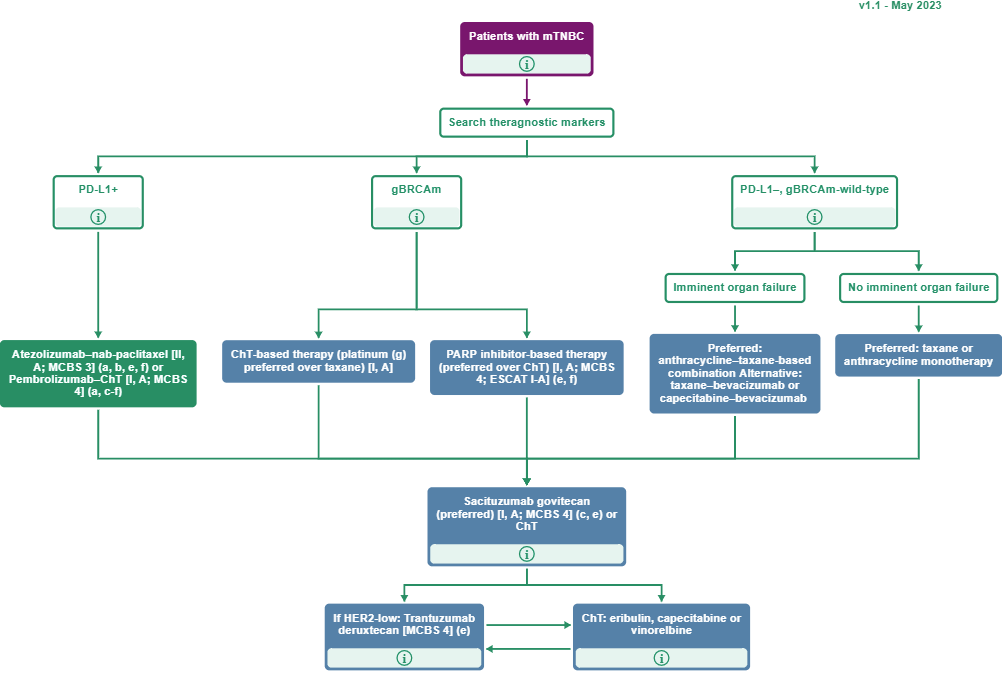 v1.1 - May 2023
Patients with mTNBC
Search theragnostic markers
PD-L1+
gBRCAm
PD-L1–, gBRCAm-wild-type
Imminent organ failure
No imminent organ failure
Atezolizumab–nab-paclitaxel [II,
A; MCBS 3] (a, b, e, f) or
Pembrolizumab–ChT [I, A; MCBS
4] (a, c-f)
ChT-based therapy (platinum (g)
preferred over taxane) [I, A]
PARP inhibitor-based therapy
(preferred over ChT) [I, A; MCBS
4; ESCAT I-A] (e, f)
Preferred:
anthracycline–taxane-based
combination Alternative:
taxane–bevacizumab or
capecitabine–bevacizumab
Preferred: taxane or
anthracycline monotherapy
Sacituzumab govitecan
(preferred) [I, A; MCBS 4] (c, e) or
ChT
If HER2-low: Trantuzumab
deruxtecan [MCBS 4] (e)
ChT: eribulin, capecitabine or
vinorelbine